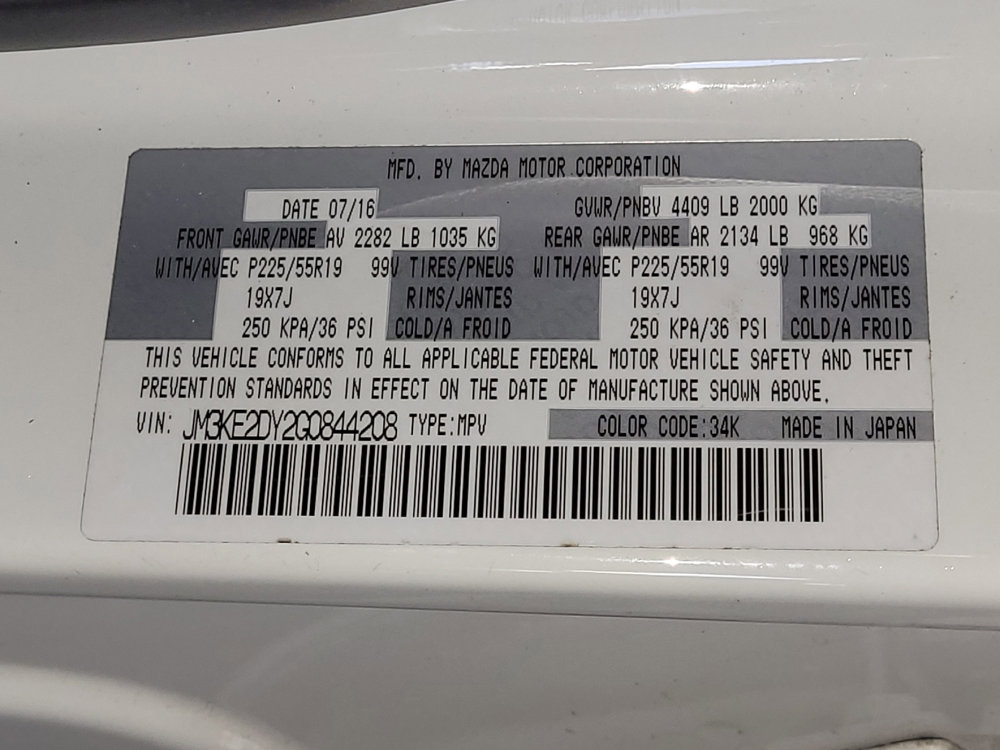 MFD. BY MAZDA MOTOR CORPORATION
DATE 07/16 GVWR/PNBV 4409 LB 2000 KG
FRONT GAWR/PNBE AV 2282 LB 1035 KG REAR GAWR/PNBE AR 2134 LB 968 KG
WITH/AVEC P225/55R19 99V TIRES/PNEUS WITH/AVEC P225/55R19 99V TIRES/PNEUS
19X7J RIMS/JANTES 19X7J RIMS/JANTES
250 KPA/36 PSI COLD/A FROID 250 KPA/36 PSI COLD/A FROID
THIS VEHICLE CONFORMS TO ALL APPLICABLE FEDERAL MOTOR VEHICLE SAFETY AND THEFT
PREVENTION STANDARDS IN EFFECT ON THE DATE OF MANUFACTURE SHOWN ABOVE.
VIN: JM3KE2DY2G0844208 TYPE:MPV COLOR CODE:34K MADE IN JAPAN